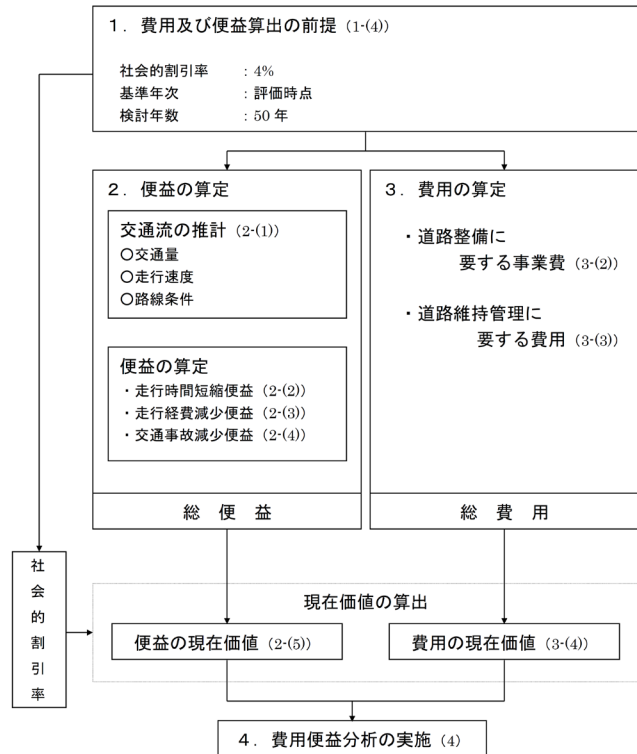 1．費用及び便益算出の前提 (1-(4))
社会的割引率 : 4%
基準年次 : 評価時点
検討年数 : 50 年
2．便益の算定
交通流の推計 (2-(1))
○交通量
○走行速度
○路線条件
便益の算定
・走行時間短縮便益 (2-(2))
・走行経費減少便益 (2-(3))
・交通事故減少便益 (2-(4))
総 便 益
3．費用の算定
・道路整備に
要する事業費 (3-(2))
・道路維持管理に
要する費用 (3-(3))
総 費 用
社会的割引率
現在価値の算出
便益の現在価値 (2-(5))
費用の現在価値 (3-(4))
4．費用便益分析の実施 (4)